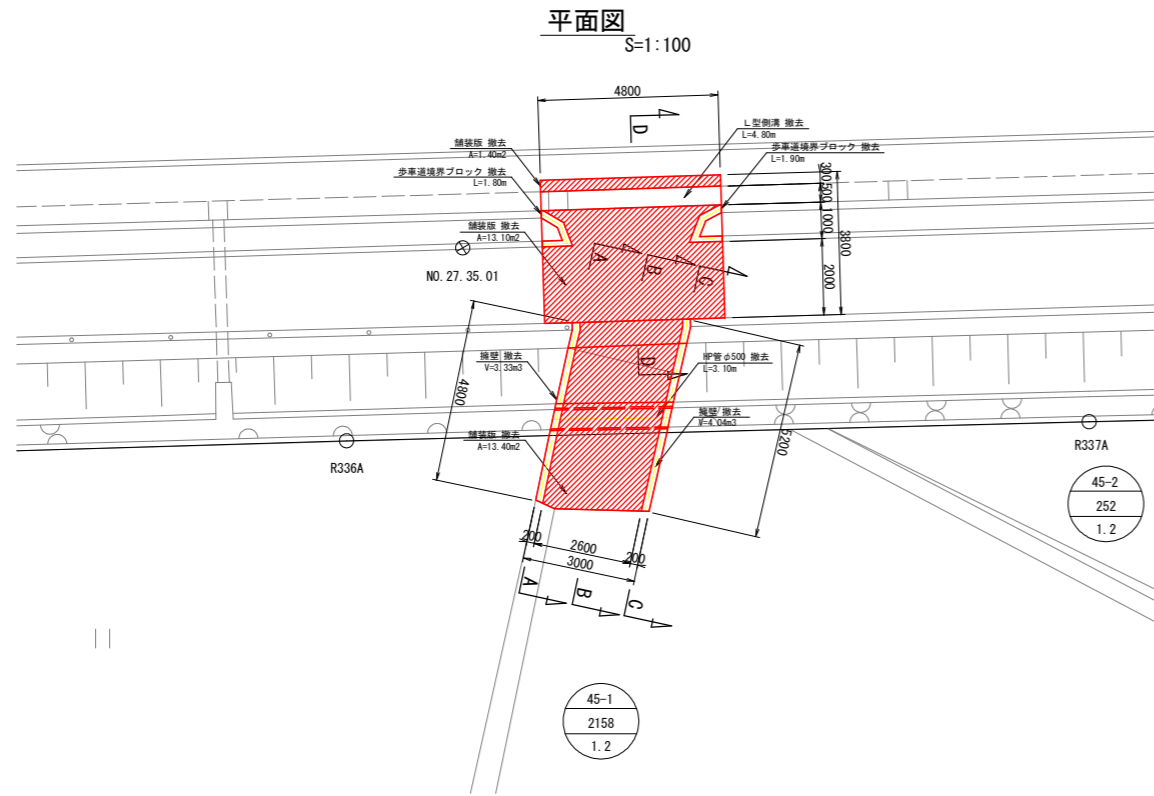 平面図
S=1:100
4800
D
L型側溝 撤去
L=4.80m
舗装版 撤去
A=1.40m2
歩車道境界ブロック 撤去
L=1.90m
歩車道境界ブロック 撤去
L=1.80m
300
500
1000
2000
3800
舗装版 撤去
A=13.10m2
A
B
C
NO.27.35.01
擁壁 撤去
V=3.33m3
D
HP管φ500 撤去
L=3.10m
4800
擁壁 撤去
V=4.04m3
5200
舗装版 撤去
A=13.40m2
R336A
R337A
45-2
252
1.2
200
2600
200
3000
A
B
C
45-1
2158
1.2